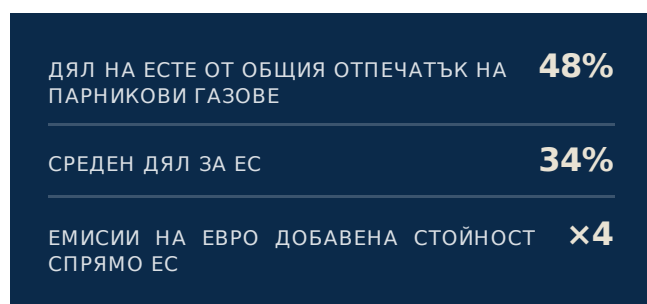 ДЯЛ НА ЕСТЕ ОТ ОБЩИЯ ОТПЕЧАТЪК НА 48%
ПАРНИКОВИ ГАЗОВЕ
СРЕДЕН ДЯЛ ЗА ЕС 34%
ЕМИСИИ НА ЕВРО ДОБАВЕНА СТОЙНОСТ ×4
СПРЯМО ЕС